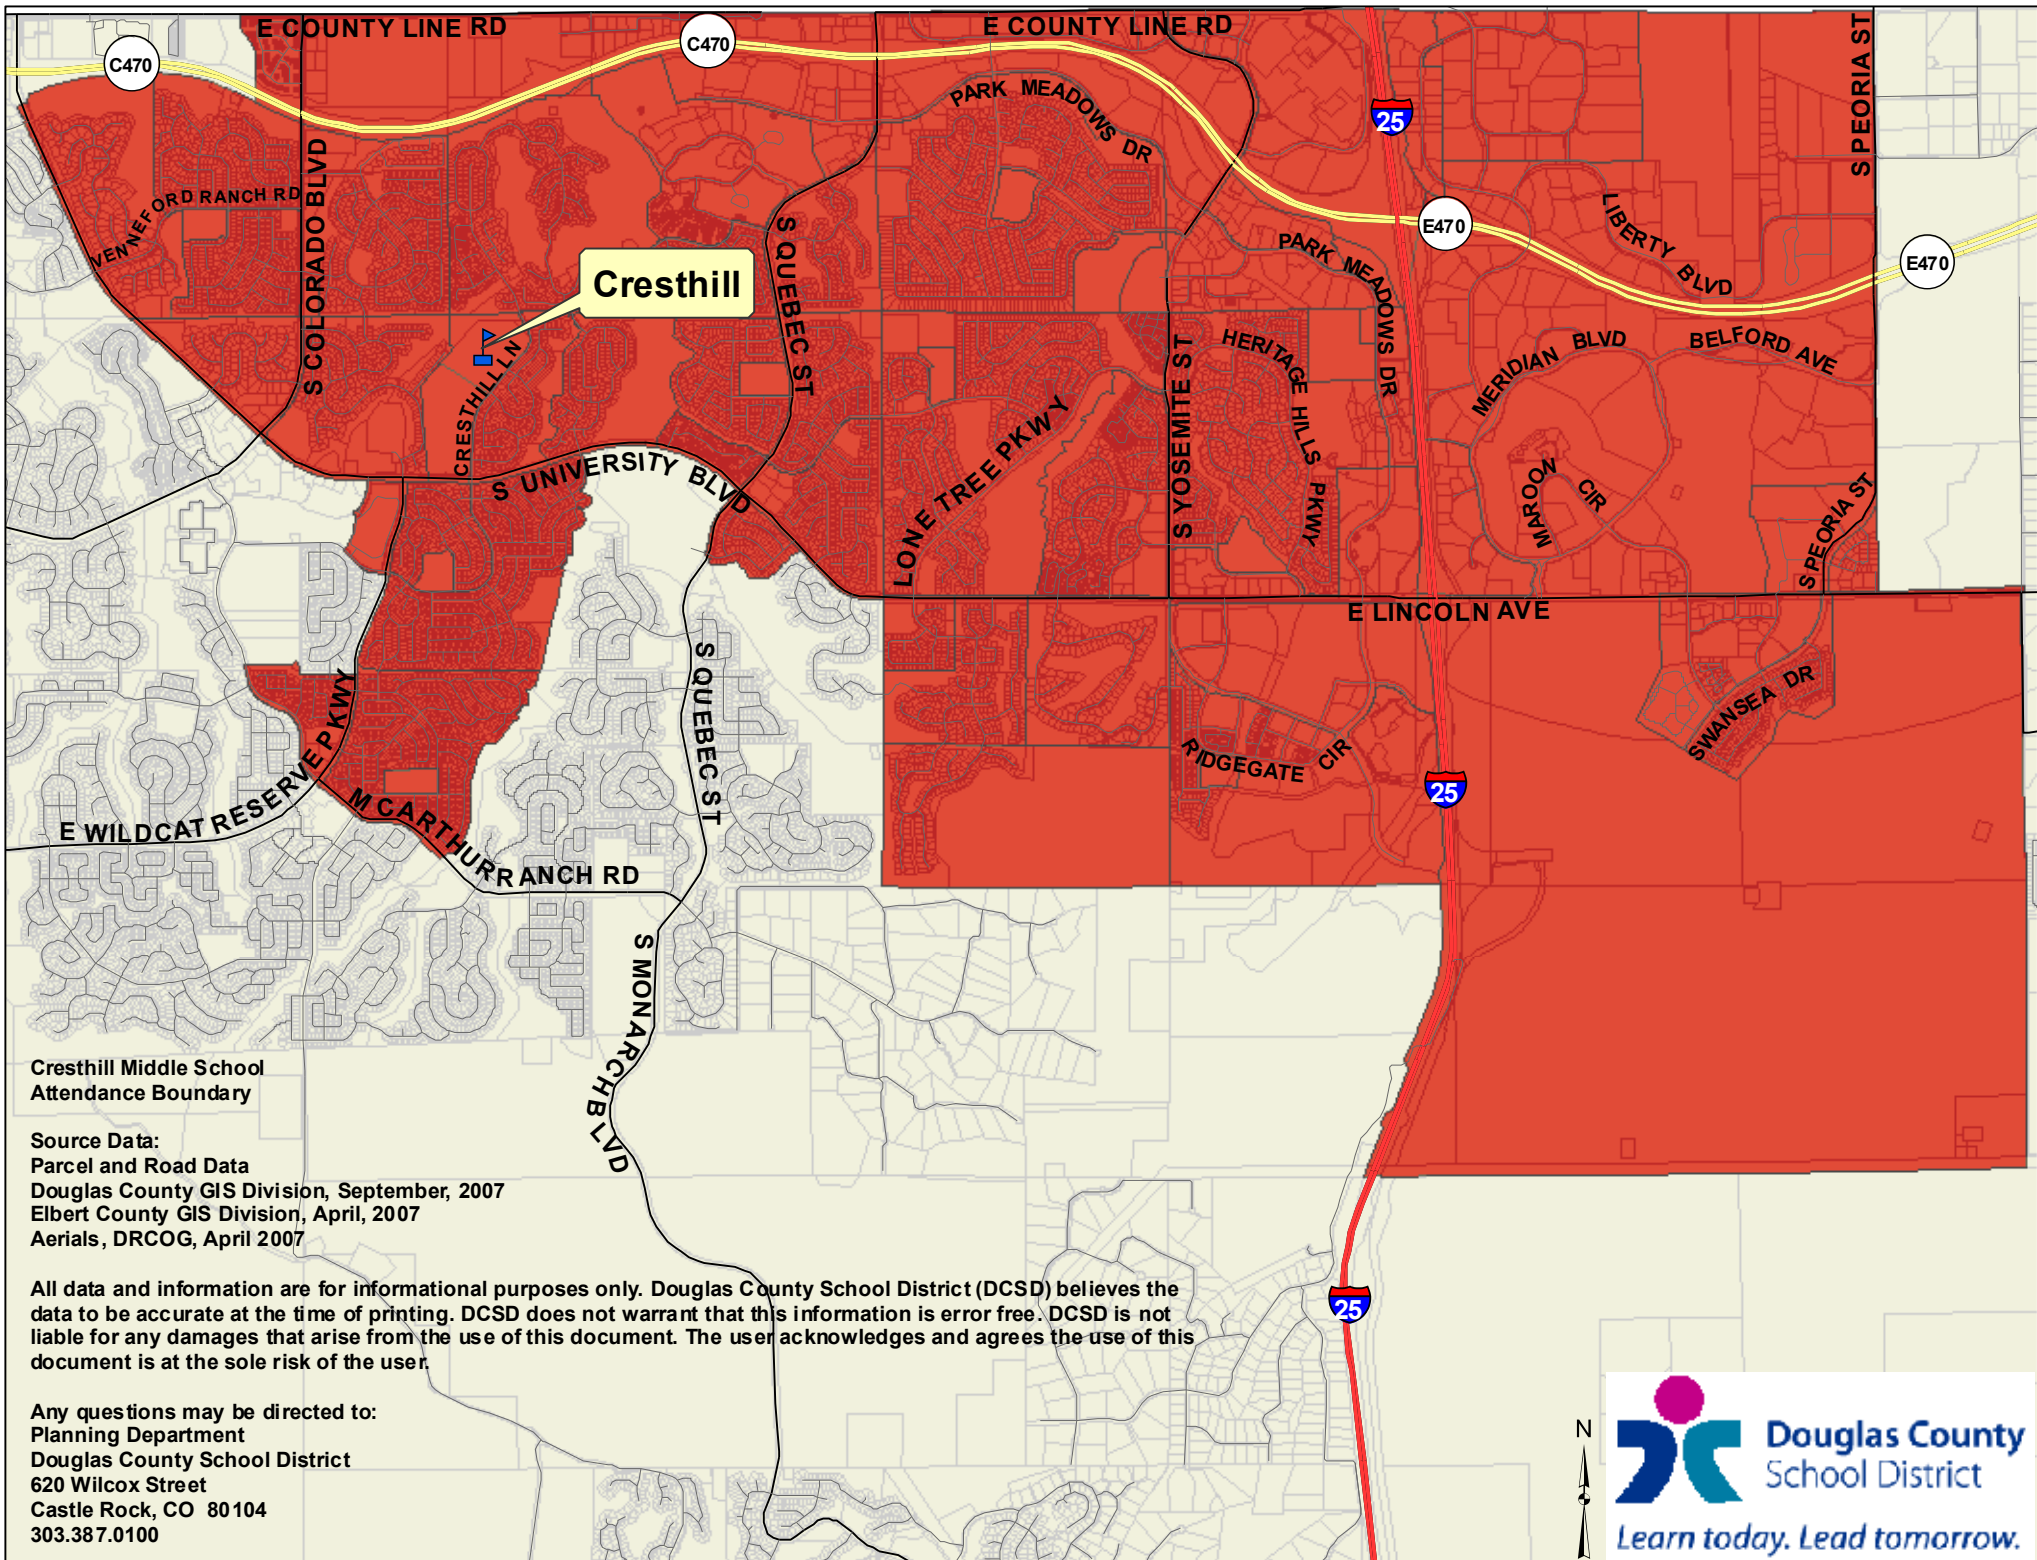 E COUNTY LINE RD
E COUNTY LINE RD
C470
C470
S PEORIA ST
PARK MEADOWS DR
25
S COLORADO BLVD
VENNEFORD RANCH RD
LIBERTY BLVD
E470
E470
S QUEBEC ST
PARK MEADOWS DR
Cresthill
CRESTHILL LN
HERITAGE HILLS PKWY
MERIDIAN BLVD
BELFORD AVE
S YOSEMITE ST
LONE TREE PKWY
S UNIVERSITY BLVD
MAROON CIR
S PEORIA ST
E LINCOLN AVE
S QUEBEC ST
SWANSEA DR
RIDGEGATE CIR
25
E WILDCAT RESERVE PKWY
MCARTHUR RANCH RD
S MONARCH BLVD
25
Cresthill Middle School
Attendance Boundary
Source Data:
Parcel and Road Data
Douglas County GIS Division, September, 2007
Elbert County GIS Division, April, 2007
Aerials, DRCOG, April 2007
All data and information are for informational purposes only. Douglas County School District (DCSD) believes the
data to be accurate at the time of printing. DCSD does not warrant that this information is error free. DCSD is not
liable for any damages that arise from the use of this document. The user acknowledges and agrees the use of this
document is at the sole risk of the user.
Any questions may be directed to:
Planning Department
Douglas County School District
620 Wilcox Street
Castle Rock, CO 80104
303.387.0100
N
Douglas County
School District
Learn today. Lead tomorrow.